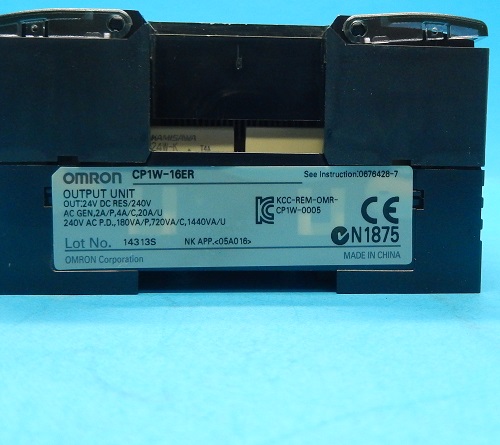 24W-K
OMRON CP1W-16ER See Instruction:0676426-7
OUTPUT UNIT
OUT:24V DC RES/240V
AC GEN,2A/P,4A/C,20A/U
240V AC P.D.,180VA/P,720VA/C,1440VA/U
KCC-REM-OMR-
CP1W-0005
CE
N1875
Lot No. 14313S NK APP.<05A016>
OMRON Corporation MADE IN CHINA